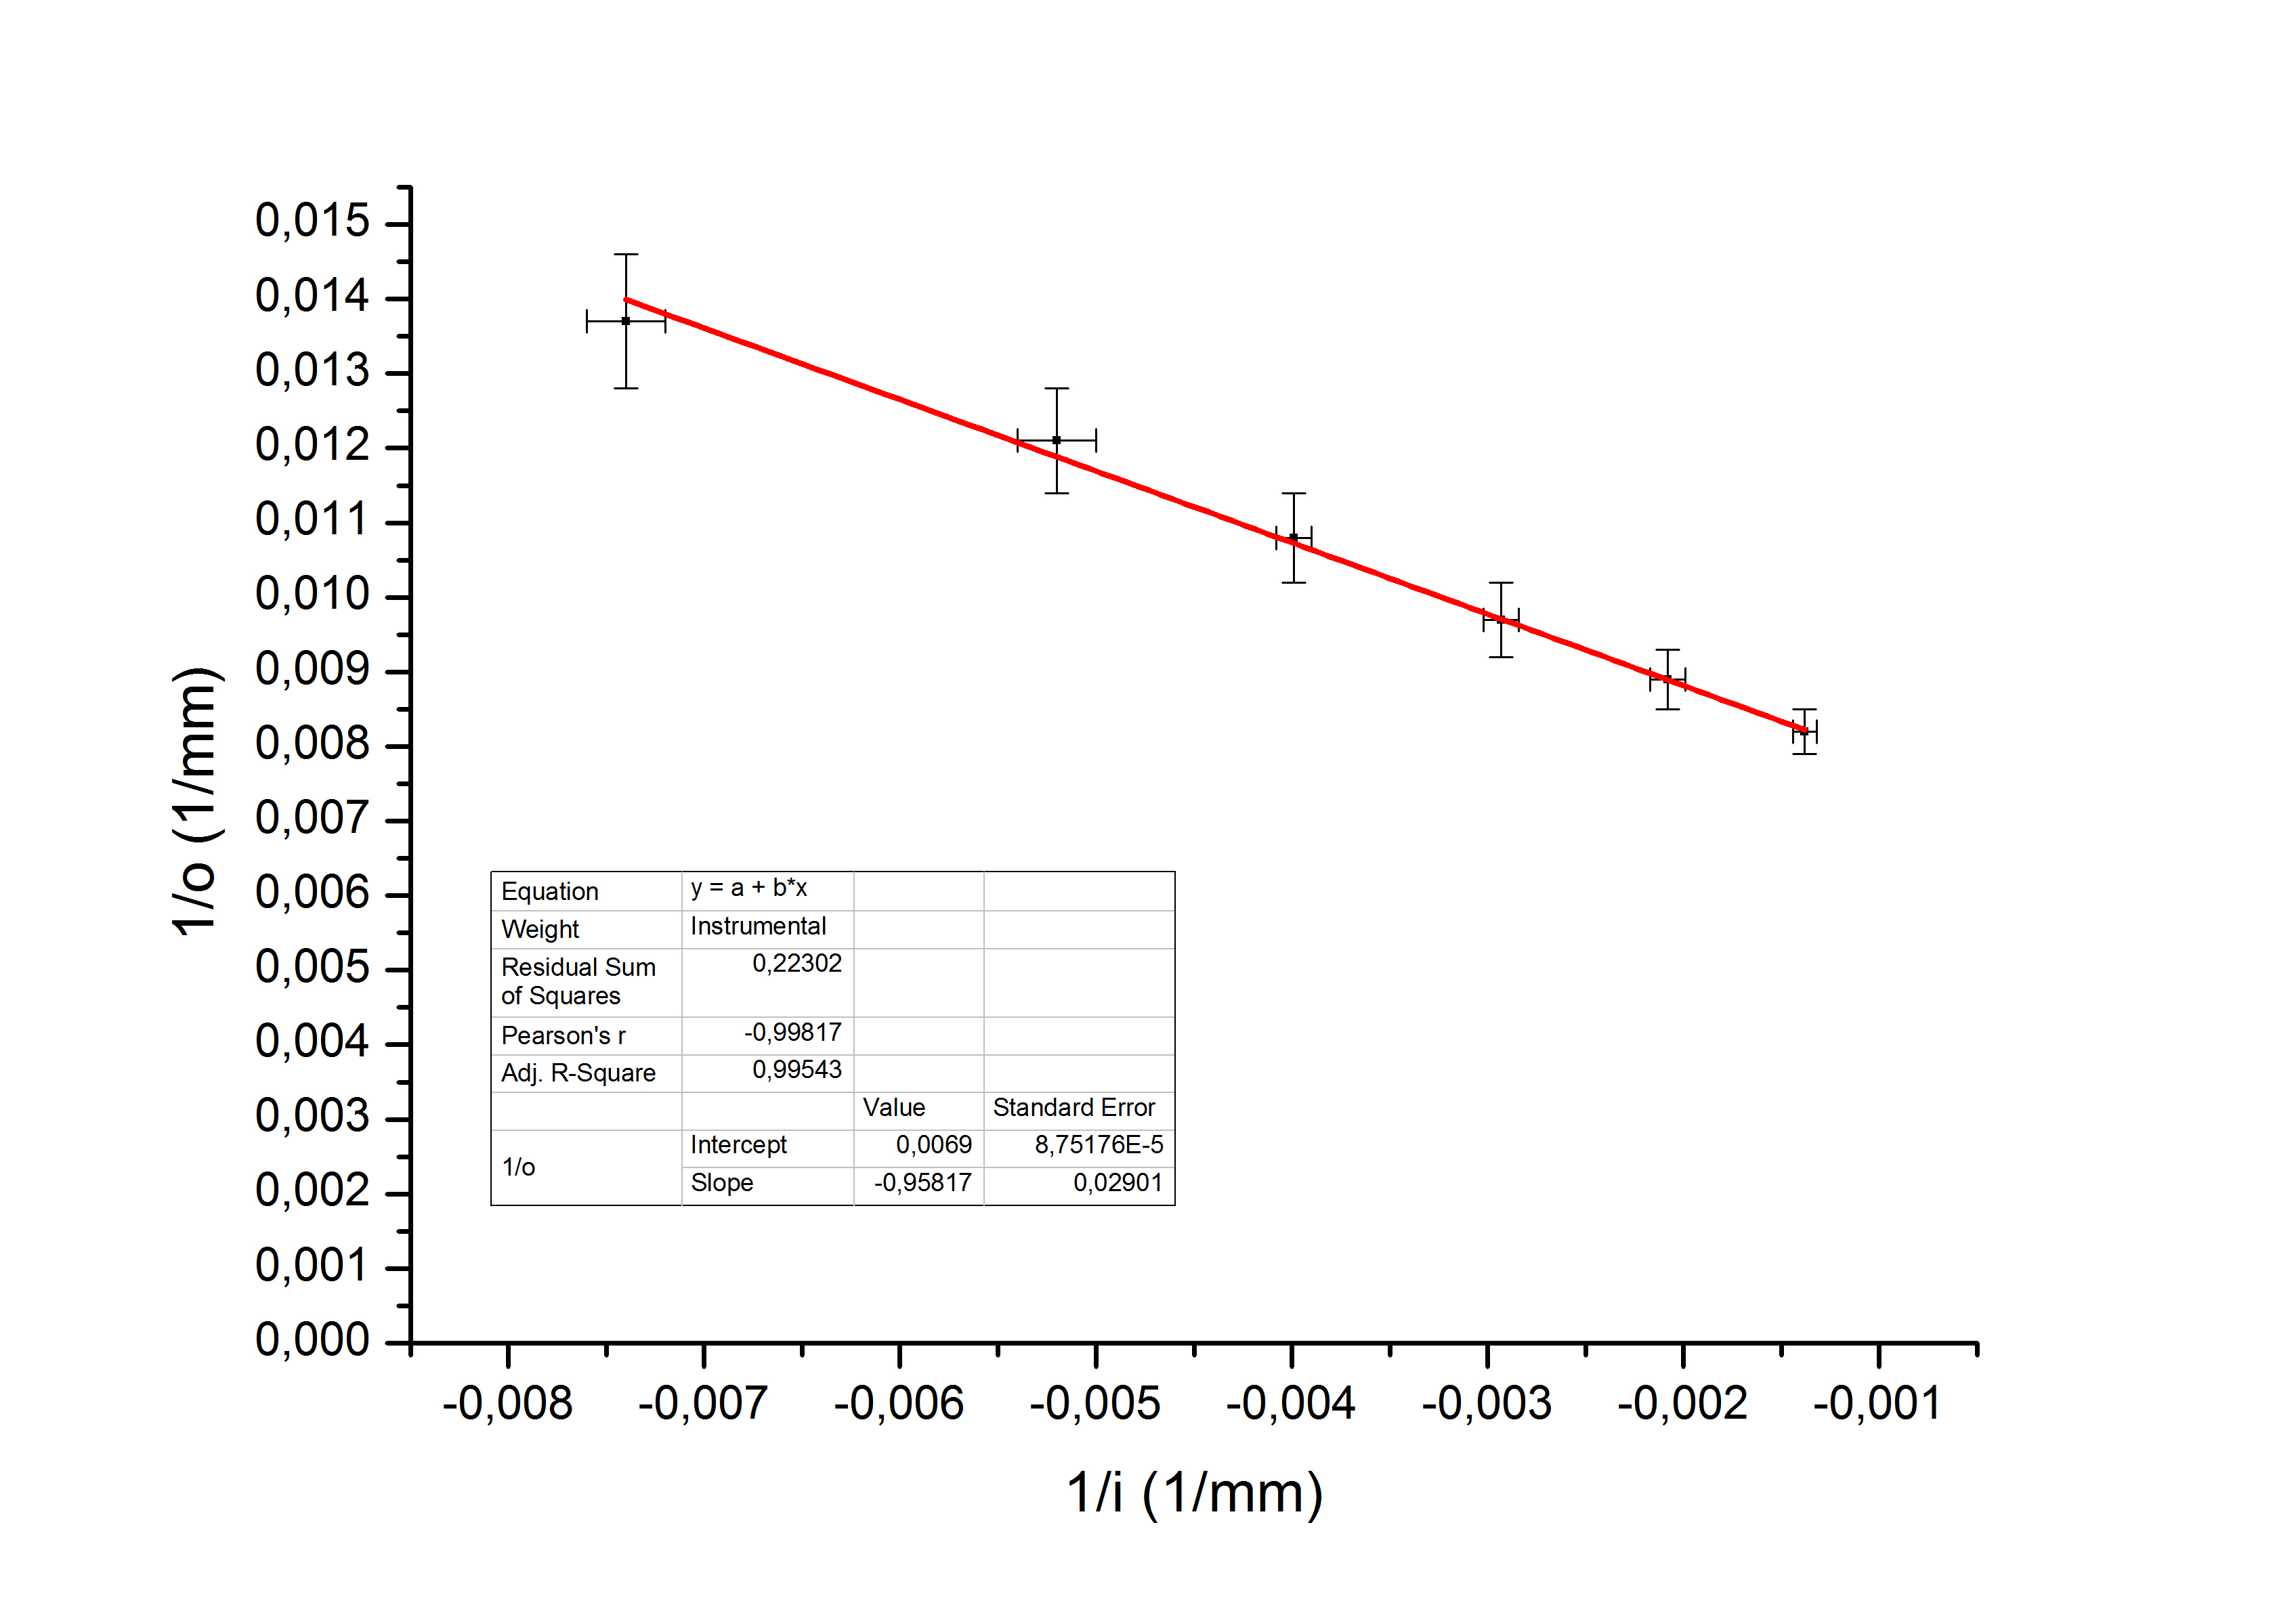 0,015
0,014
0,013
0,012
0,011
0,010
0,009
0,008
0,007
0,006
0,005
0,004
0,003
0,002
0,001
0,000
1/o (1/mm)
Equation y = a + b*x
Weight Instrumental
Residual Sum 0,22302
of Squares
Pearson's r -0,99817
Adj. R-Square 0,99543
Value Standard Error
1/o Intercept 0,0069 8,75176E-5
Slope -0,95817 0,02901
-0,008 -0,007 -0,006 -0,005 -0,004 -0,003 -0,002 -0,001
1/i (1/mm)